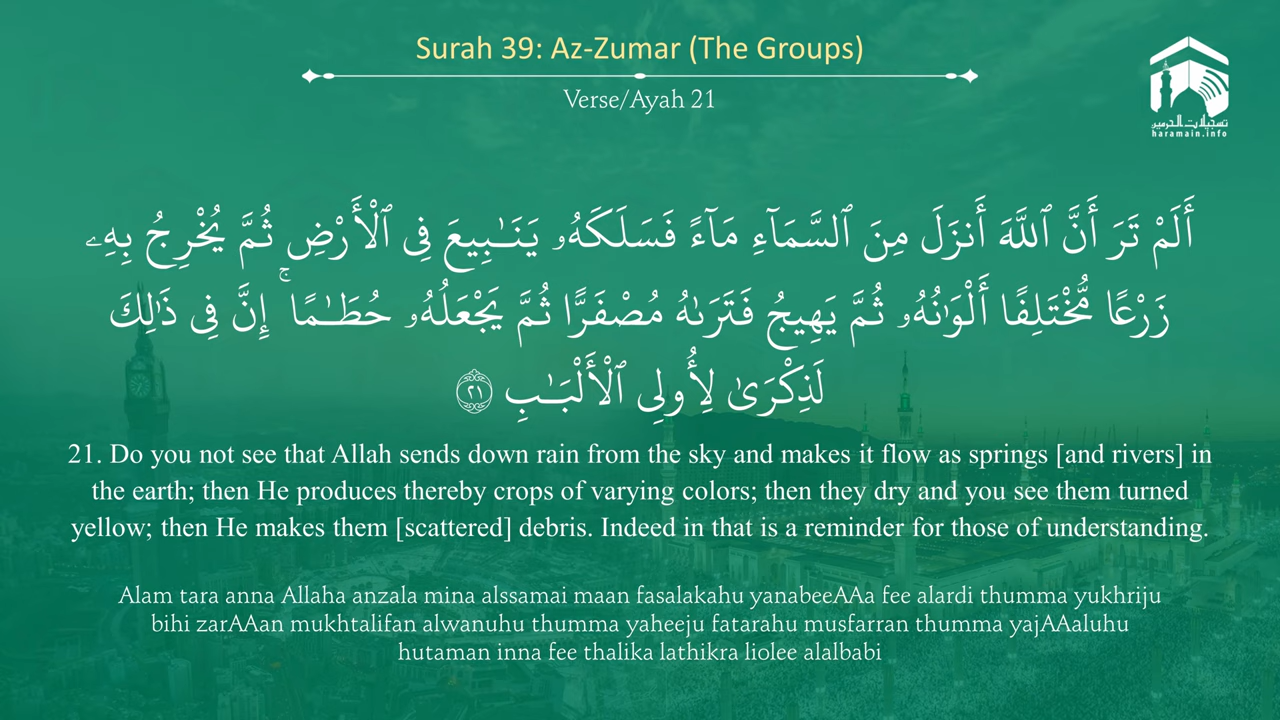 Surah 39: Az-Zumar (The Groups)
Verse/Ayah 21
تسجيلات الحرمين
haramain.info
أَلَمْ تَرَ أَنَّ ٱللَّهَ أَنزَلَ مِنَ ٱلسَّمَآءِ مَآءً فَسَلَكَهُۥ يَنَـٰبِيعَ فِى ٱلْأَرْضِ ثُمَّ يُخْرِجُ بِهِۦ
زَرْعًا مُّخْتَلِفًا أَلْوَٰنُهُۥ ثُمَّ يَهِيجُ فَتَرَىٰهُ مُصْفَرًّا ثُمَّ يَجْعَلُهُۥ حُطَـٰمًا ۚ إِنَّ فِى ذَٰلِكَ
لَذِكْرَىٰ لِأُو۟لِى ٱلْأَلْبَـٰبِ ٢١
21. Do you not see that Allah sends down rain from the sky and makes it flow as springs [and rivers] in
the earth; then He produces thereby crops of varying colors; then they dry and you see them turned
yellow; then He makes them [scattered] debris. Indeed in that is a reminder for those of understanding.
Alam tara anna Allaha anzala mina alssamai maan fasalakahu yanabeeAAa fee alardi thumma yukhriju
bihi zarAAan mukhtalifan alwanuhu thumma yaheeju fatarahu musfarran thumma yajAAaluhu
hutaman inna fee thalika lathikra liolee alalbabi